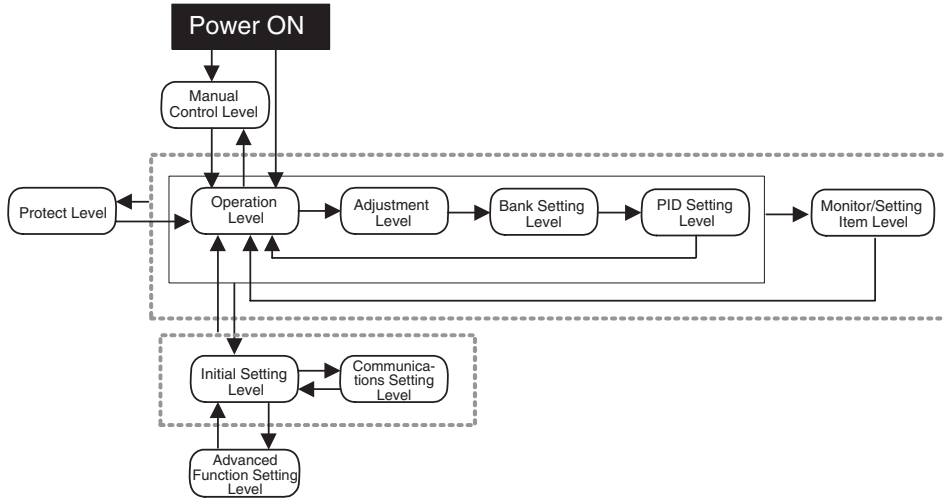 Power ON
Manual
Control Level
Protect Level
Operation
Level
Adjustment
Level
Bank Setting
Level
PID Setting
Level
Monitor/Setting
Item Level
Initial Setting
Level
Communica-
tions Setting
Level
Advanced
Function Setting
Level